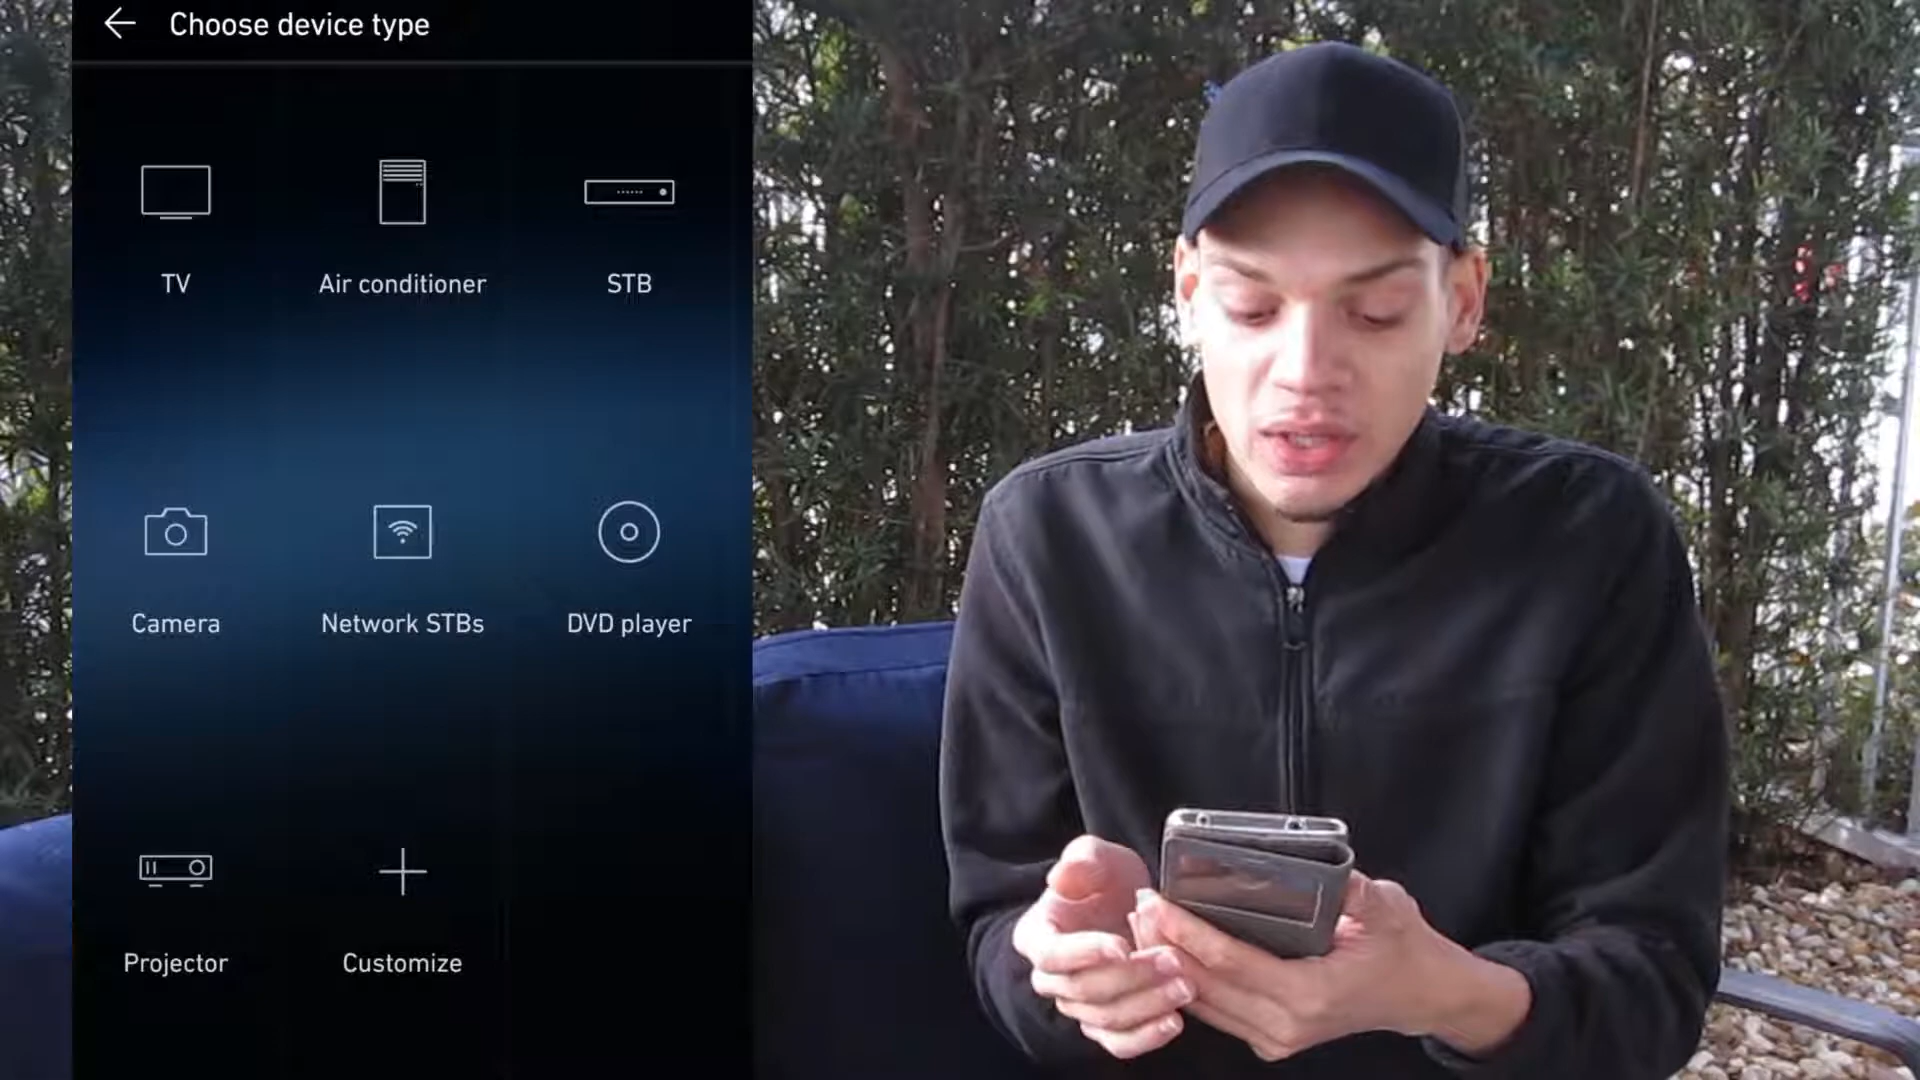 Choose device type
TV
Air conditioner
STB
Camera
Network STBs
DVD player
Projector
Customize